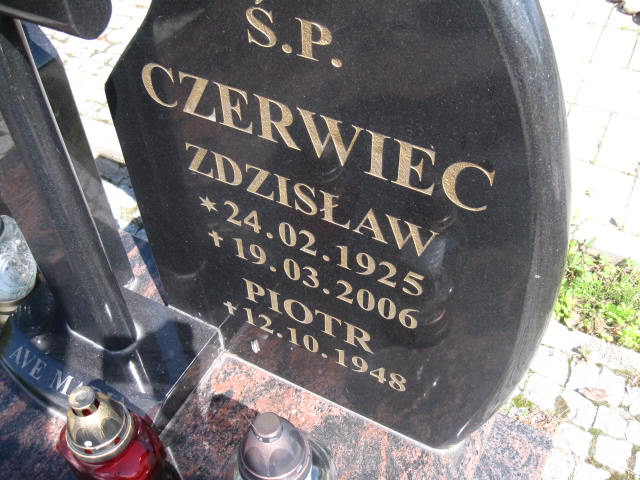 Ś.P.
CZERWIEC
ZDZISŁAW
* 24.02.1925
† 19.03.2006
PIOTR
† 12.10.1948
AVE